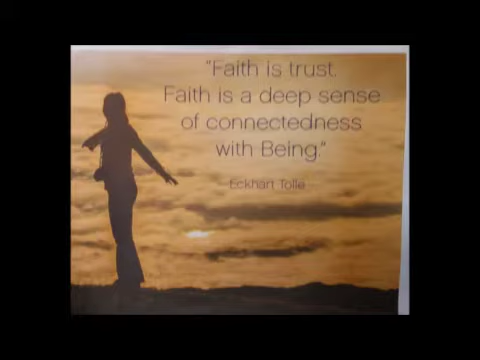 "Faith is trust.
Faith is a deep sense
of connectedness
with Being."
Eckhart Tolle